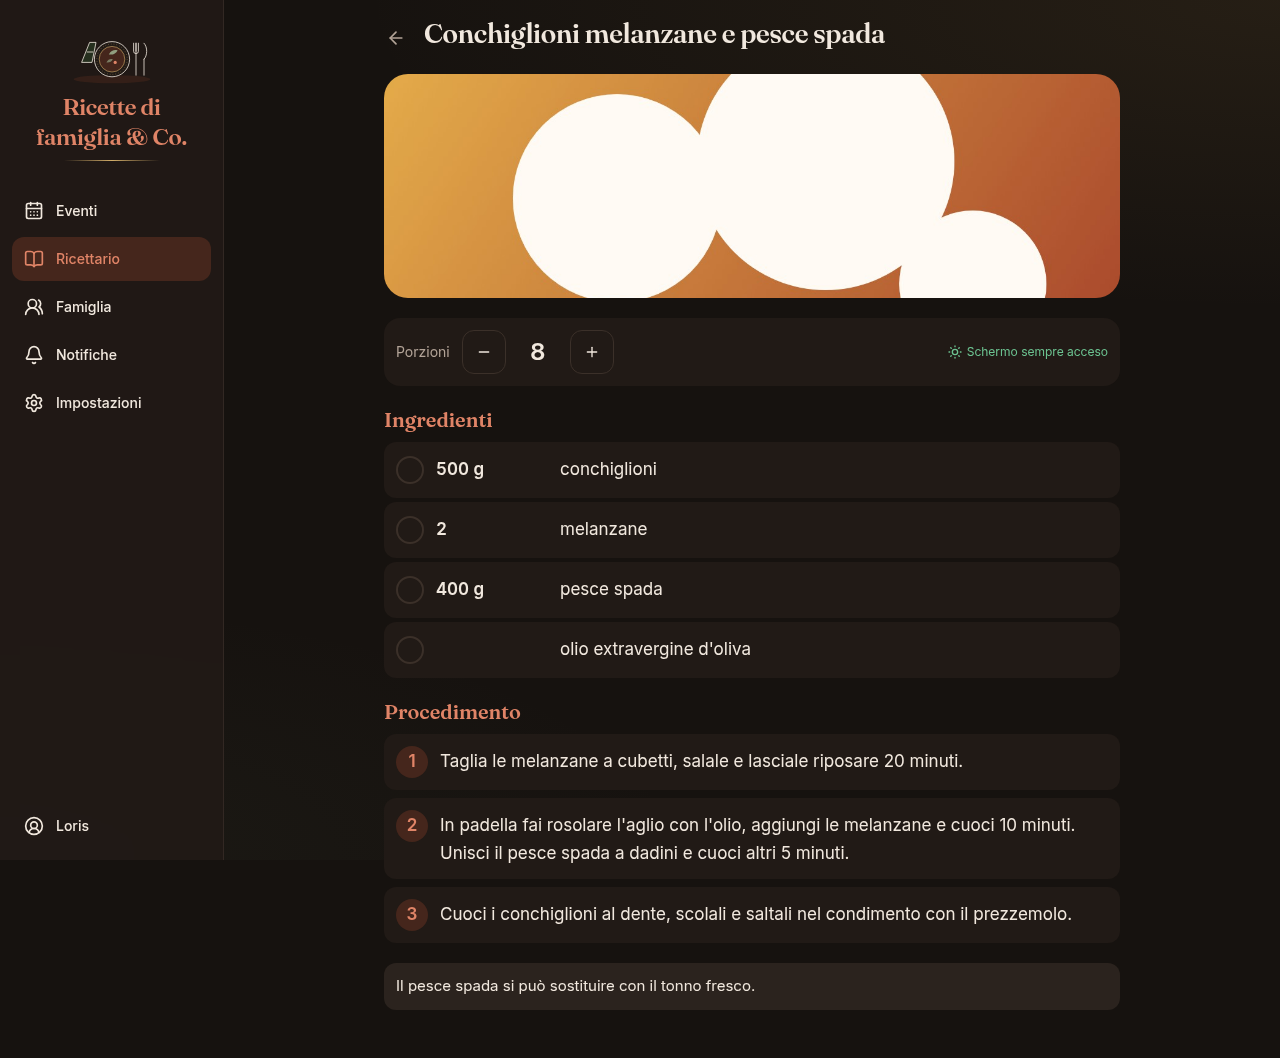 Ricette di
famiglia & Co.
Eventi
Ricettario
Famiglia
Notifiche
Impostazioni
Loris
Conchiglioni melanzane e pesce spada
Porzioni
8
Schermo sempre acceso
Ingredienti
500 g conchiglioni
2 melanzane
400 g pesce spada
olio extravergine d'oliva
Procedimento
1 Taglia le melanzane a cubetti, salale e lasciale riposare 20 minuti.
2 In padella fai rosolare l'aglio con l'olio, aggiungi le melanzane e cuoci 10 minuti.
Unisci il pesce spada a dadini e cuoci altri 5 minuti.
3 Cuoci i conchiglioni al dente, scolali e saltali nel condimento con il prezzemolo.
Il pesce spada si può sostituire con il tonno fresco.